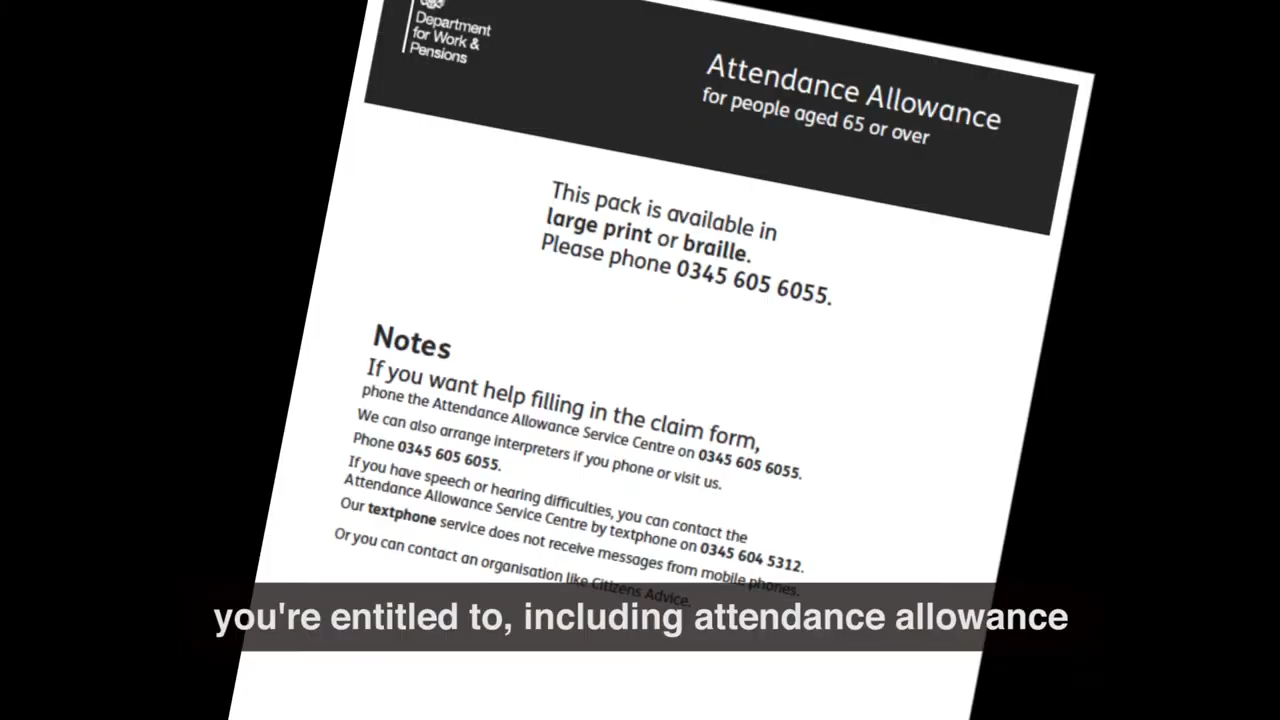 Department
for Work &
Pensions
Attendance Allowance
for people aged 65 or over
This pack is available in
large print or braille.
Please phone 0345 605 6055.
Notes
If you want help filling in the claim form,
phone the Attendance Allowance Service Centre on 0345 605 6055.
We can also arrange interpreters if you phone or visit us.
Phone 0345 605 6055.
If you have speech or hearing difficulties, you can contact the
Attendance Allowance Service Centre by textphone on 0345 604 5312.
Our textphone service does not receive messages from mobile phones.
Or you can contact an organisation like Citizens Advice.
you're entitled to, including attendance allowance